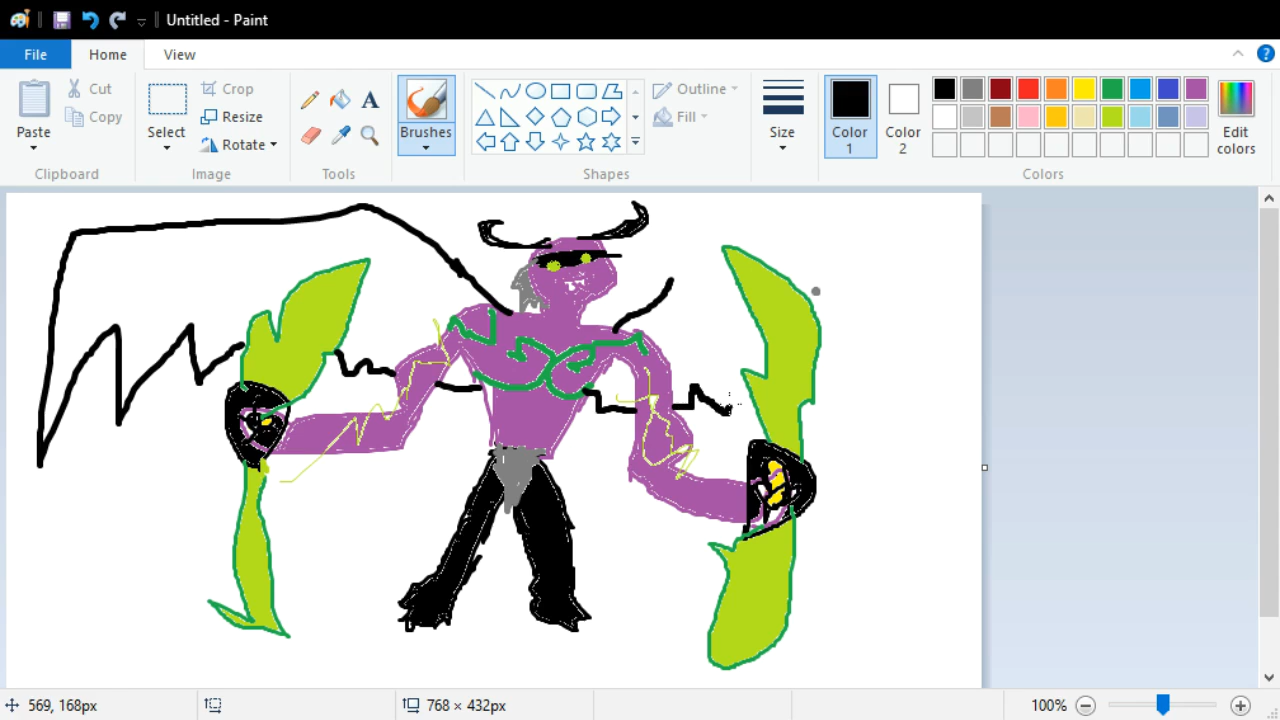 Untitled - Paint
File Home View
Paste Cut Copy Select Crop Resize Rotate A Brushes Outline Fill Size Color 1 Color 2 Edit colors
Clipboard Image Tools Shapes Colors
569, 168px 768 × 432px 100%